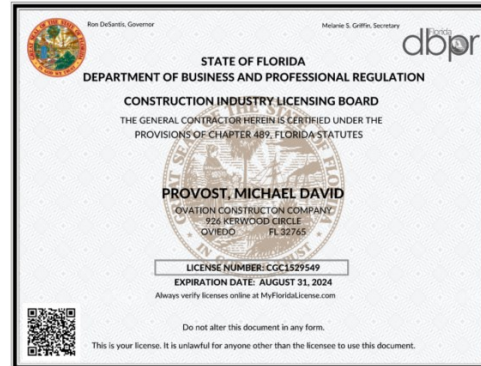 Ron DeSantis, Governor
Melanie S. Griffin, Secretary
Florida
dbpr
STATE OF FLORIDA
DEPARTMENT OF BUSINESS AND PROFESSIONAL REGULATION
CONSTRUCTION INDUSTRY LICENSING BOARD
THE GENERAL CONTRACTOR HEREIN IS CERTIFIED UNDER THE
PROVISIONS OF CHAPTER 489, FLORIDA STATUTES
PROVOST, MICHAEL DAVID
OVATION CONSTRUCTON COMPANY
926 KERWOOD CIRCLE
OVIEDO FL 32765
LICENSE NUMBER: CGC1529549
EXPIRATION DATE: AUGUST 31, 2024
Always verify licenses online at MyFloridaLicense.com
Do not alter this document in any form.
This is your license. It is unlawful for anyone other than the licensee to use this document.